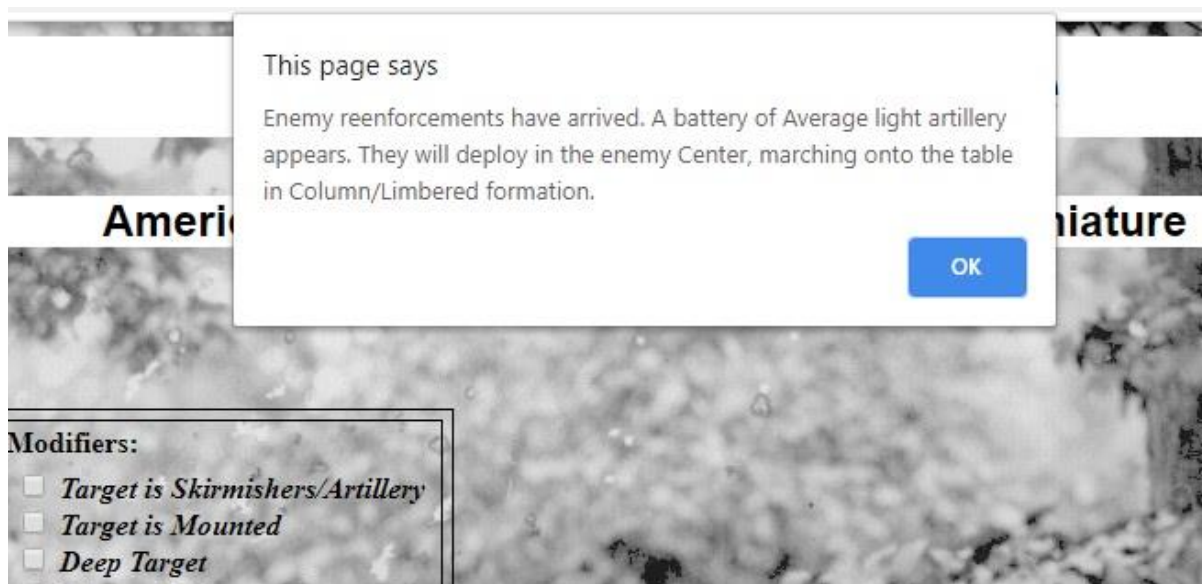 This page says
Enemy reenforcements have arrived. A battery of Average light artillery
appears. They will deploy in the enemy Center, marching onto the table
in Column/Limbered formation.
OK
Modifiers:
Target is Skirmishers/Artillery
Target is Mounted
Deep Target